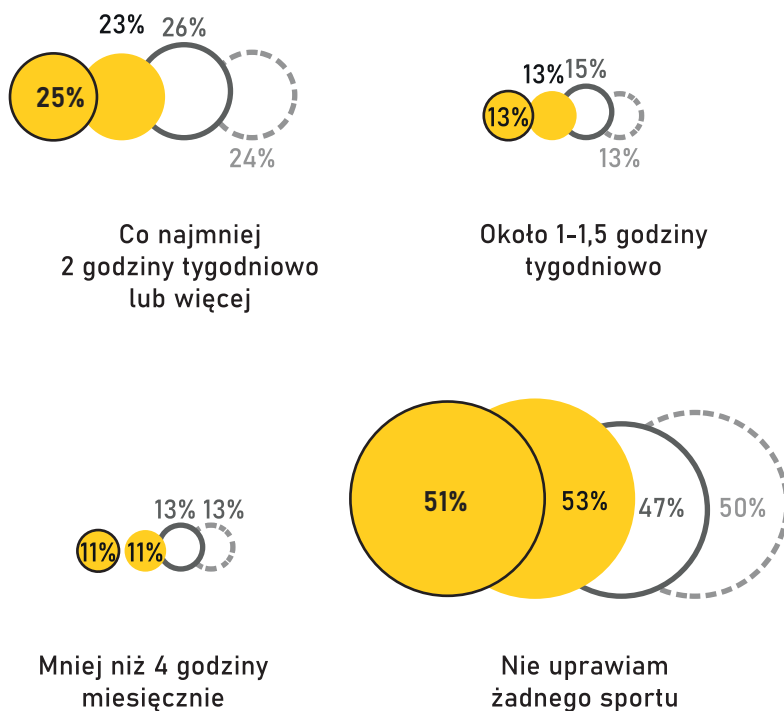 23%
26%
25%
24%
Co najmniej
2 godziny tygodniowo
lub więcej
13%
15%
13%
13%
Około 1-1,5 godziny
tygodniowo
13%
13%
11%
11%
Mniej niż 4 godziny
miesięcznie
51%
53%
47%
50%
Nie uprawiam
żadnego sportu